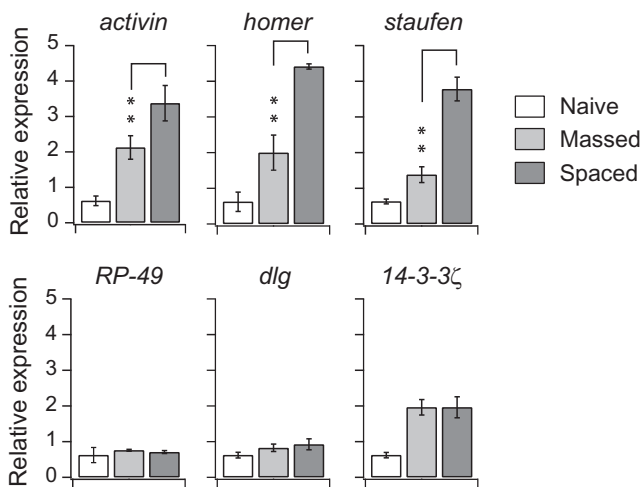 activin homer staufen
Relative expression
5
4
3
2
1
0
**
**
**
Naive
Massed
Spaced
RP-49 dlg 14-3-3ζ
Relative expression
5
4
3
2
1
0